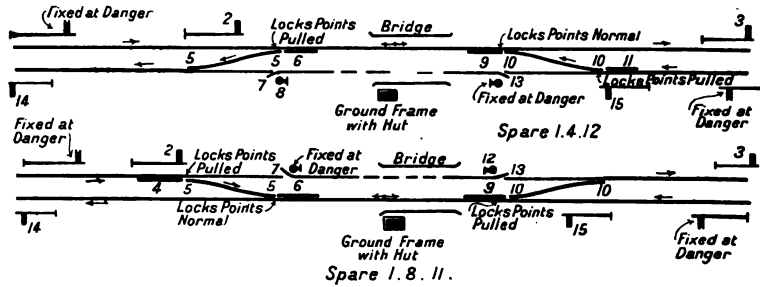 Fixed at Danger
2
Locks Points
Pulled
Bridge
Locks Points Normal
3
5
5
6
9
10
10
11
7
8
13
Locks Points Pulled
14
Ground Frame
with Hut
Fixed at Danger
15
Fixed at
Danger
Spare 1.4.12
Fixed at
Danger
2
Locks Points
Pulled
7
Fixed at
Danger
Bridge
12
13
3
4
5
5
6
9
10
10
Locks Points
Normal
Locks Points
Pulled
14
15
Ground Frame
with Hut
Fixed at
Danger
Spare 1.8.11.